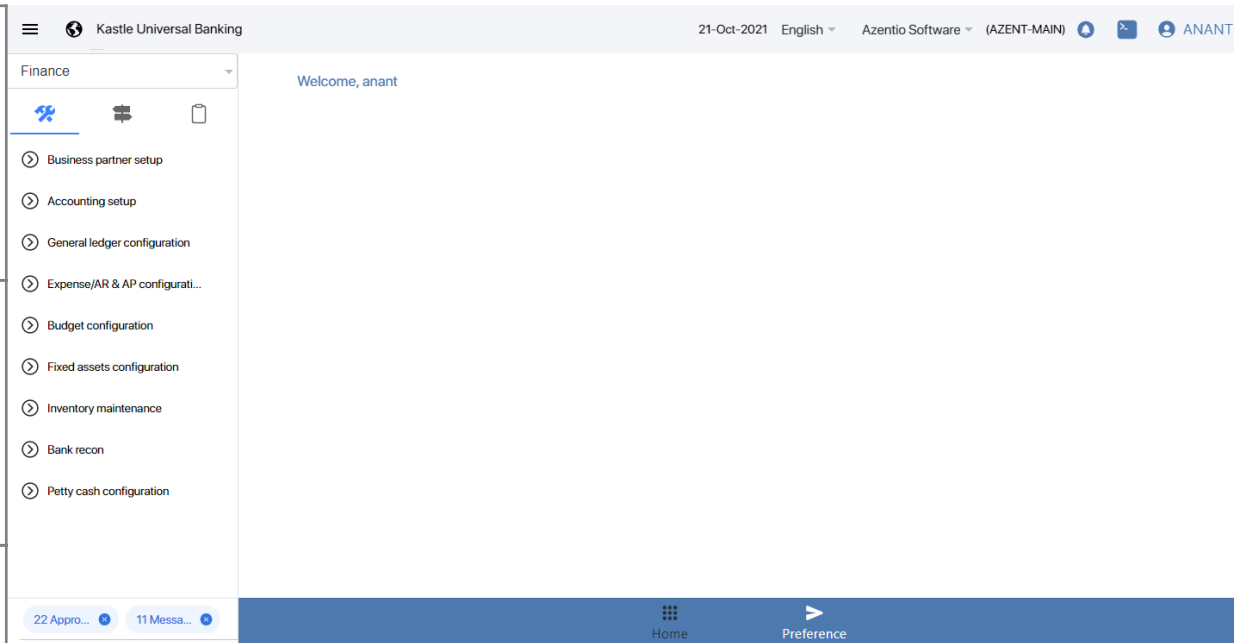 Kastle Universal Banking 21-Oct-2021 English Azentio Software (AZENT-MAIN) ANANT
Finance
Welcome, anant
Business partner setup
Accounting setup
General ledger configuration
Expense/AR & AP configurati...
Budget configuration
Fixed assets configuration
Inventory maintenance
Bank recon
Petty cash configuration
22 Appro... 11 Messa...
Home Preference